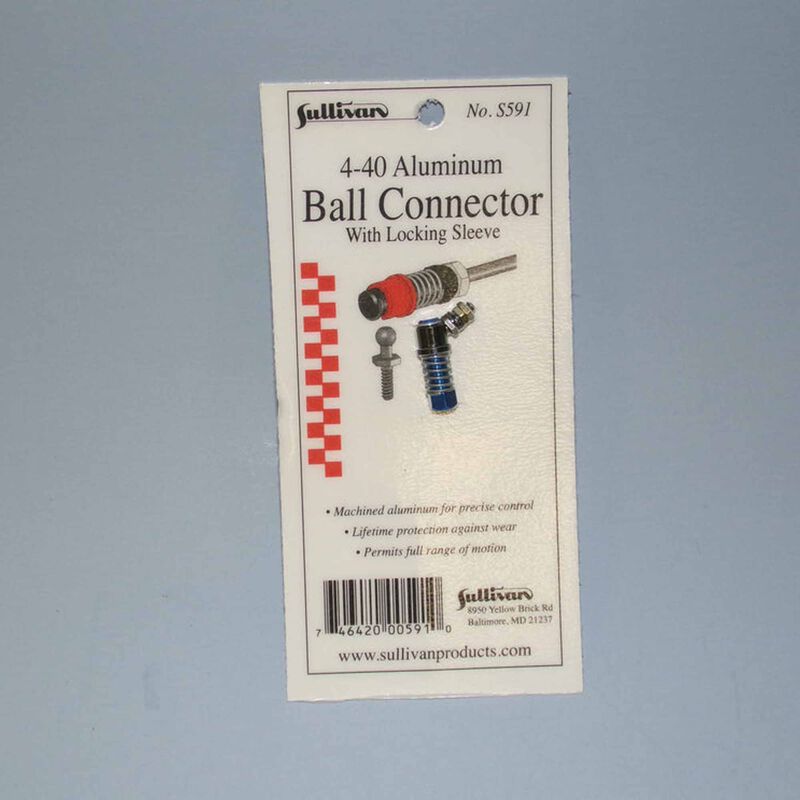 Sullivan No. S591
4-40 Aluminum
Ball Connector
With Locking Sleeve
• Machined aluminum for precise control
• Lifetime protection against wear
• Permits full range of motion
Sullivan
8950 Yellow Brick Rd
Baltimore, MD 21237
7 46420 00591 0
www.sullivanproducts.com